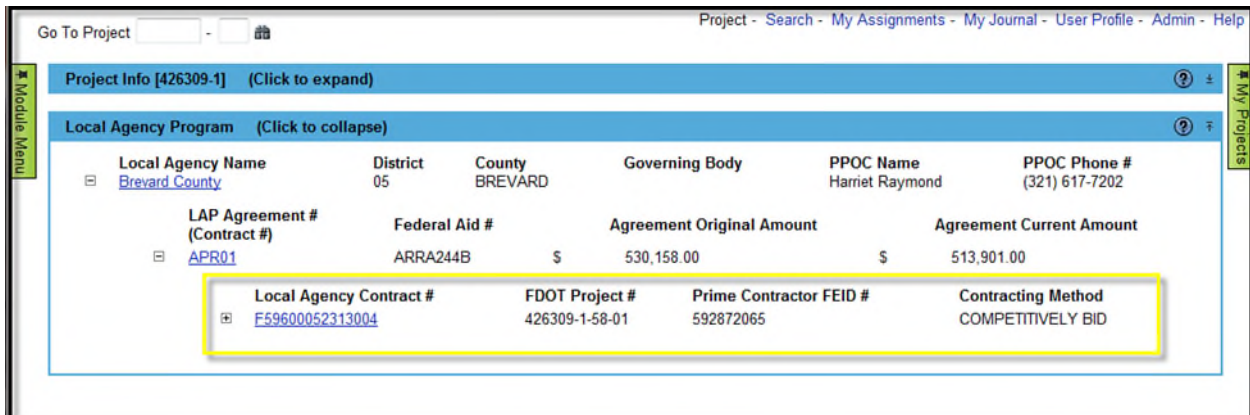 Project - Search - My Assignments - My Journal - User Profile - Admin - Help
Go To Project -
Module Menu
My Projects
Project Info [426309-1] (Click to expand)
Local Agency Program (Click to collapse)
Local Agency Name District County Governing Body PPOC Name PPOC Phone #
Brevard County 05 BREVARD Harriet Raymond (321) 617-7202
LAP Agreement # (Contract #) Federal Aid # Agreement Original Amount Agreement Current Amount
APR01 ARRA244B $ 530,158.00 $ 513,901.00
Local Agency Contract # FDOT Project # Prime Contractor FEID # Contracting Method
F59600052313004 426309-1-58-01 592872065 COMPETITIVELY BID